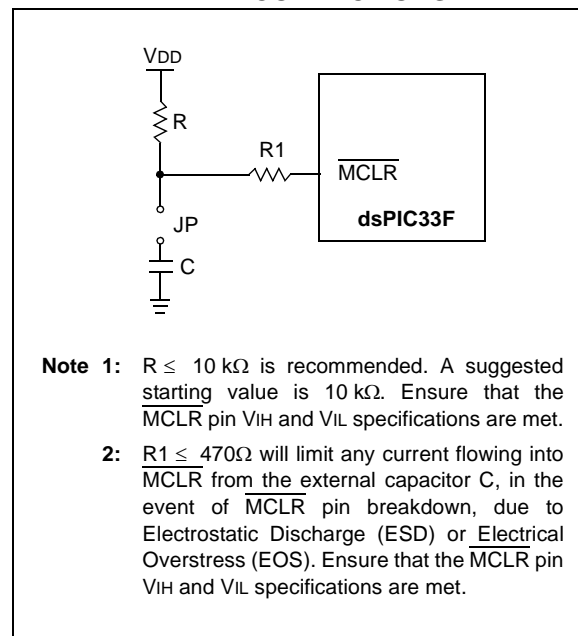 VDD
R
R1
MCLR
dsPIC33F
JP
C
Note 1: R ≤ 10 kΩ is recommended. A suggested
starting value is 10 kΩ. Ensure that the
MCLR pin VIH and VIL specifications are met.
2: R1 ≤ 470Ω will limit any current flowing into
MCLR from the external capacitor C, in the
event of MCLR pin breakdown, due to
Electrostatic Discharge (ESD) or Electrical
Overstress (EOS). Ensure that the MCLR pin
VIH and VIL specifications are met.